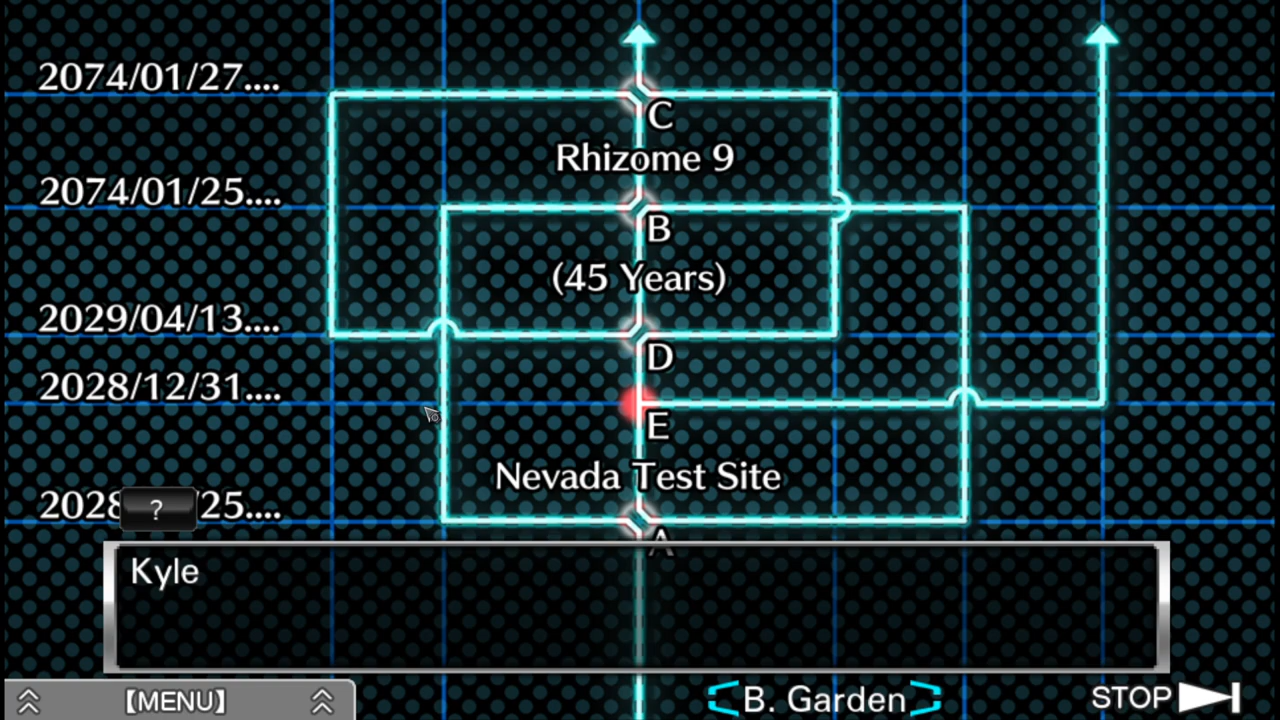 2074/01/27....
C
Rhizome 9
2074/01/25....
B
(45 Years)
2029/04/13....
D
2028/12/31....
E
Nevada Test Site
2028 ? /25....
A
Kyle
【MENU】
B. Garden
STOP